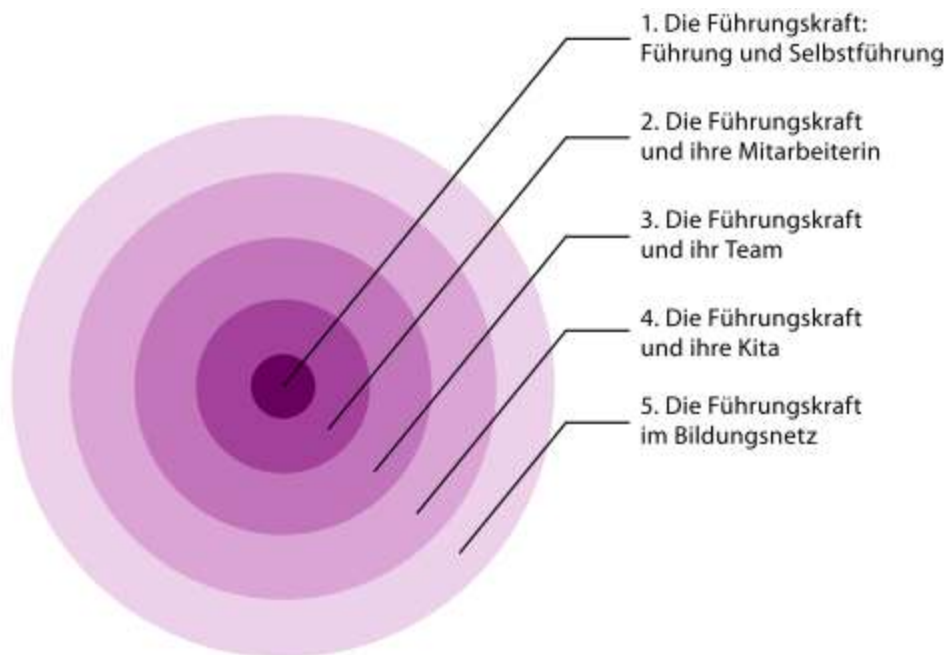 1. Die Führungskraft:
Führung und Selbstführung
2. Die Führungskraft
und ihre Mitarbeiterin
3. Die Führungskraft
und ihr Team
4. Die Führungskraft
und ihre Kita
5. Die Führungskraft
im Bildungsnetz